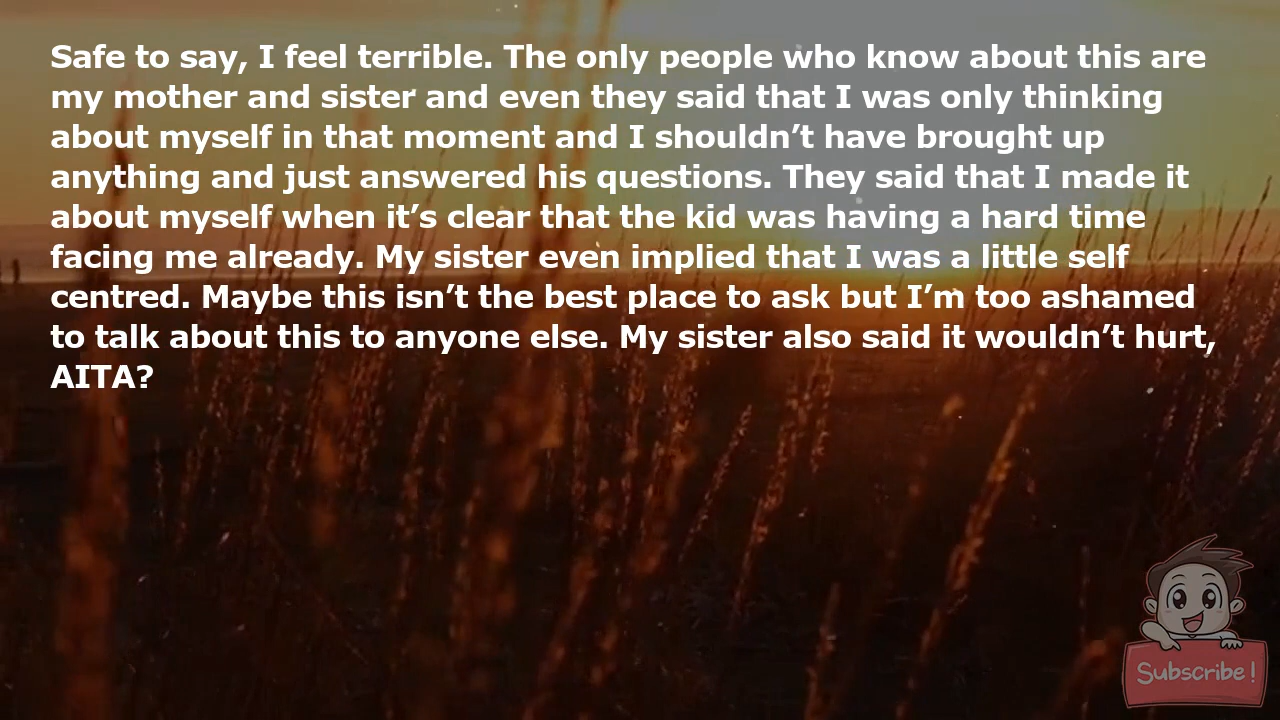 Safe to say, I feel terrible. The only people who know about this are
my mother and sister and even they said that I was only thinking
about myself in that moment and I shouldn’t have brought up
anything and just answered his questions. They said that I made it
about myself when it’s clear that the kid was having a hard time
facing me already. My sister even implied that I was a little self
centred. Maybe this isn’t the best place to ask but I’m too ashamed
to talk about this to anyone else. My sister also said it wouldn’t hurt,
AITA?
Subscribe!